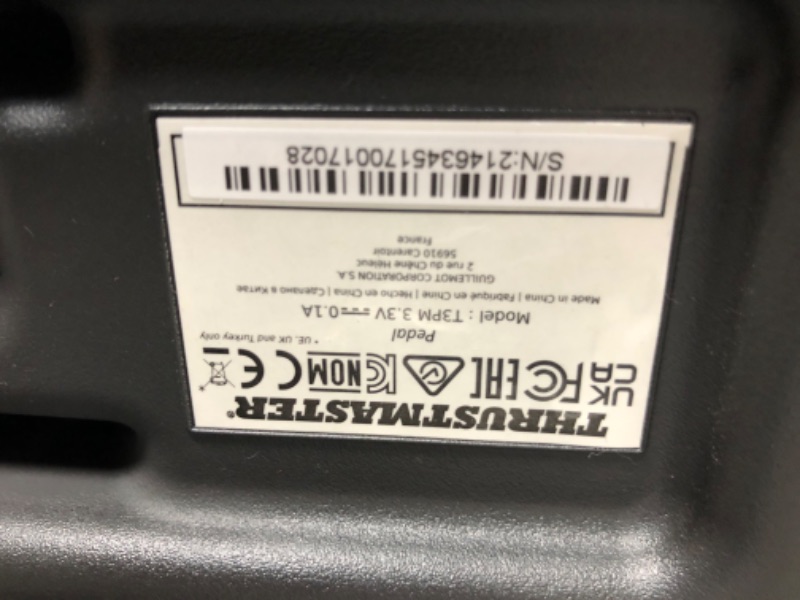 THRUSTMASTER®
UK CA FC EAC KC NOM CE *
Pedal
* UE, UK and Turkey only
Model : T3PM 3.3V 0.1A
Made in China | Fabriqué en Chine | Hecho en China | Сделано в Китае
GUILLEMOT CORPORATION S.A.
2 rue du Chêne Héleuc
56910 Carentoir
France
S/N:2146345170017028